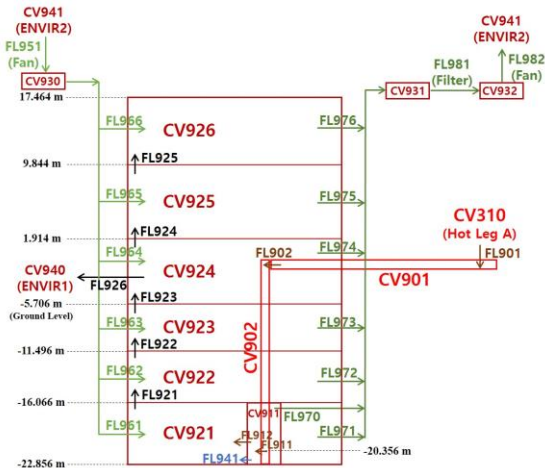 CV941
(ENVIR2)
FL951
(Fan)
CV930
CV941
(ENVIR2)
FL981
(Filter)
FL982
(Fan)
CV931
CV932
17.464 m
FL966
CV926
FL976
FL925
9.844 m
FL965
CV925
FL975
FL924
1.914 m
FL964
FL974
CV310
(Hot Leg A)
FL902
FL901
CV901
CV940
(ENVIR1)
FL926
CV924
-5.706 m
(Ground Level)
FL923
FL963
CV923
FL973
CV902
FL922
-11.496 m
FL962
CV922
FL972
FL921
-16.066 m
CV911
FL970
FL961
CV921
FL912
FL911
FL971
-20.356 m
FL941
-22.856 m